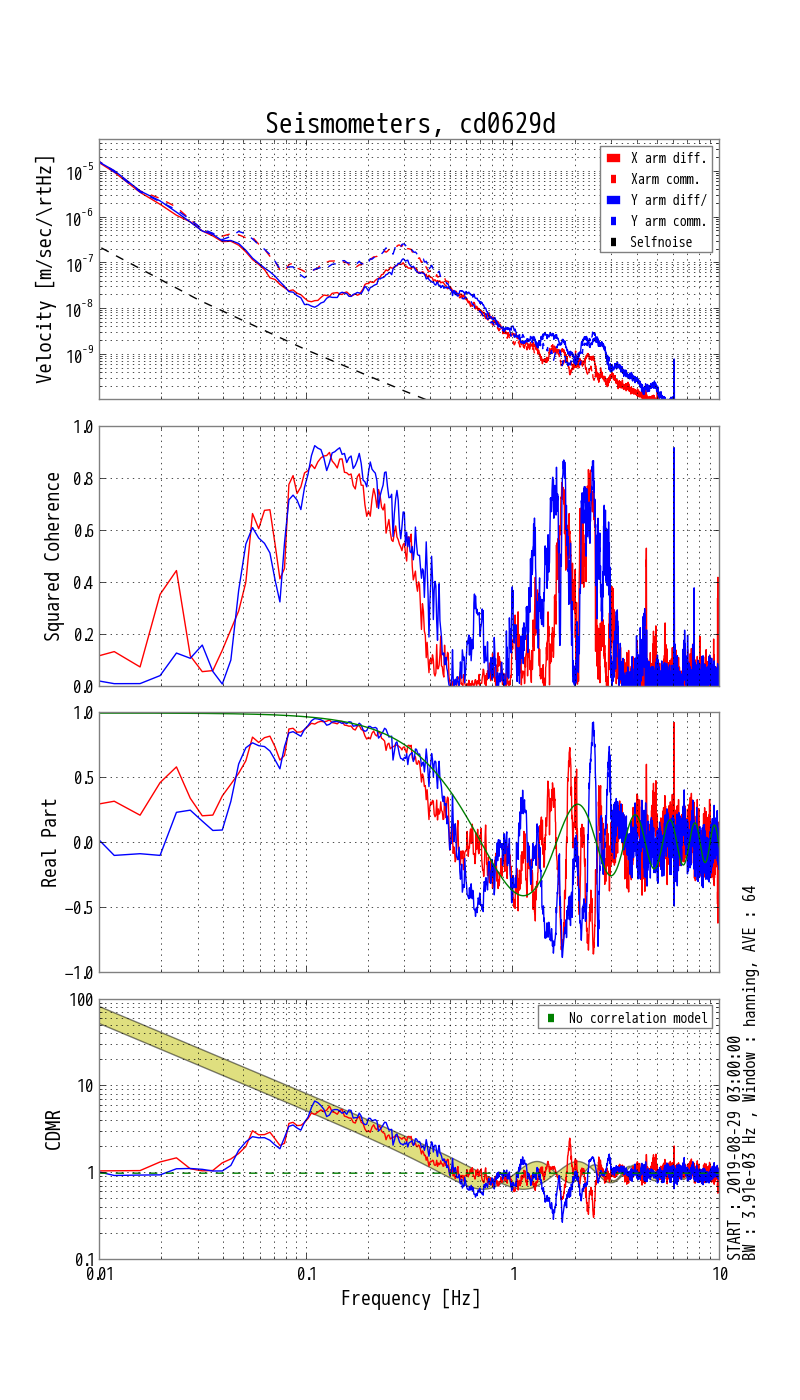 Seismometers, cd0629d
Velocity [m/sec/\rtHz]
10^-5
10^-6
10^-7
10^-8
10^-9
X arm diff.
Xarm comm.
Y arm diff/
Y arm comm.
Selfnoise
Squared Coherence
1.0
0.8
0.6
0.4
0.2
0.0
Real Part
1.0
0.5
0.0
−0.5
−1.0
CDMR
100
10
1
0.1
No correlation model
0.01
0.1
1
10
Frequency [Hz]
START : 2019-08-29 03:00:00
BW : 3.91e-03 Hz , Window : hanning, AVE : 64